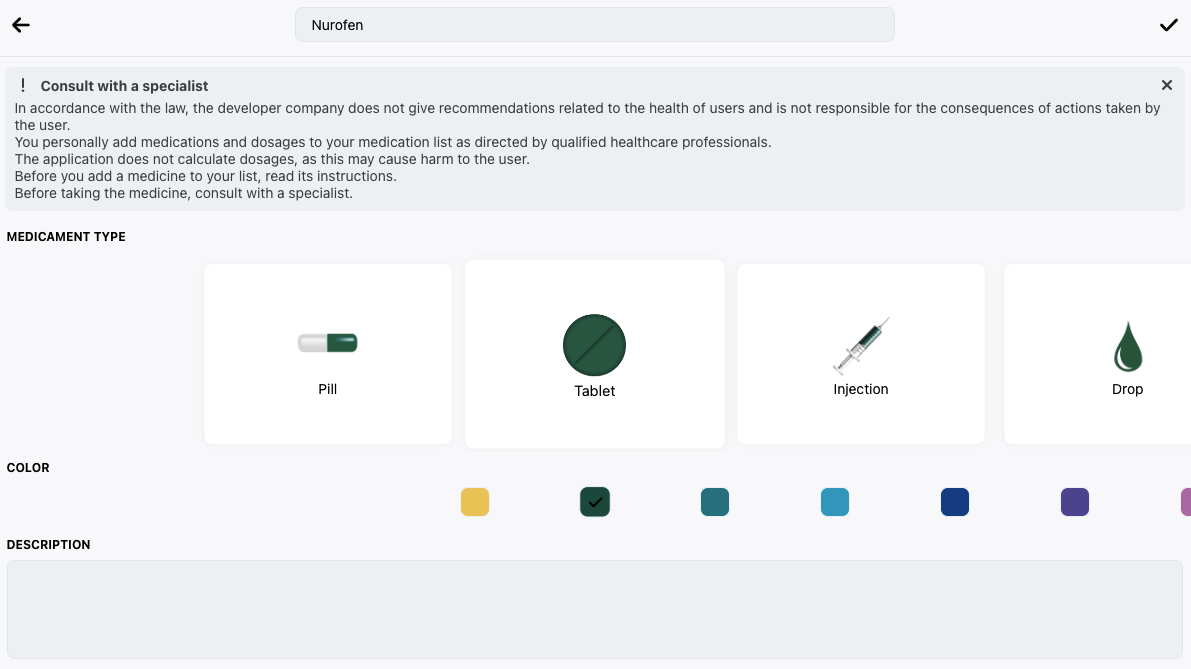 Nurofen
! Consult with a specialist
In accordance with the law, the developer company does not give recommendations related to the health of users and is not responsible for the consequences of actions taken by
the user.
You personally add medications and dosages to your medication list as directed by qualified healthcare professionals.
The application does not calculate dosages, as this may cause harm to the user.
Before you add a medicine to your list, read its instructions.
Before taking the medicine, consult with a specialist.
MEDICAMENT TYPE
Pill
Tablet
Injection
Drop
COLOR
DESCRIPTION